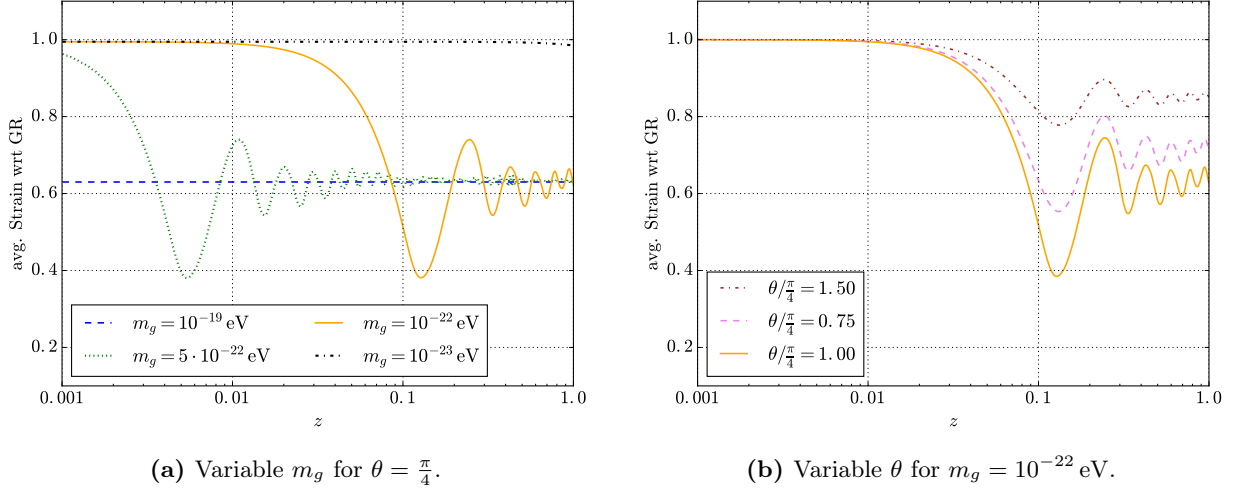 1.0
0.8
0.6
0.4
0.2
avg. Strain wrt GR
0.001
0.01
0.1
1.0
z
m_g = 10^{-19} eV
m_g = 5 · 10^{-22} eV
m_g = 10^{-22} eV
m_g = 10^{-23} eV
(a) Variable m_g for θ = π/4.
1.0
0.8
0.6
0.4
0.2
avg. Strain wrt GR
0.001
0.01
0.1
1.0
z
θ/π/4 = 1.50
θ/π/4 = 0.75
θ/π/4 = 1.00
(b) Variable θ for m_g = 10^{-22} eV.